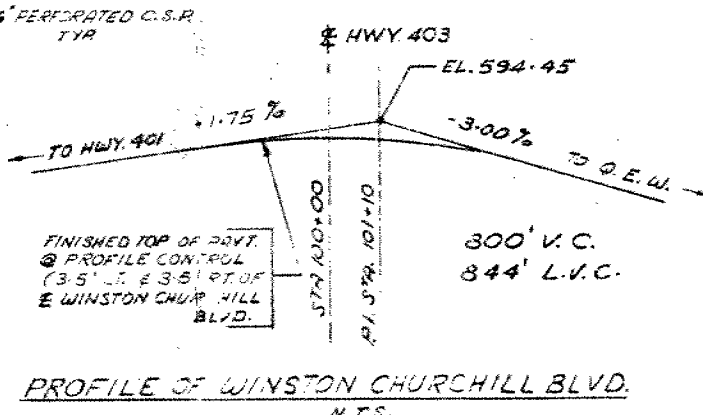 6" PERFORATED C.S.P.
TYP.
℄ HWY. 403
EL. 594.45
+1.75 %
-3.00%
TO HWY. 401
TO Q.E.W.
STA 100+00
P.I. STA. 101+10
FINISHED TOP OF PAVT.
@ PROFILE CONTROL
(3.5' LT. & 3.5' RT. OF
℄ WINSTON CHURCHILL
BLVD.
800' V.C.
844' L.V.C.
PROFILE OF WINSTON CHURCHILL BLVD.
N.T.S.